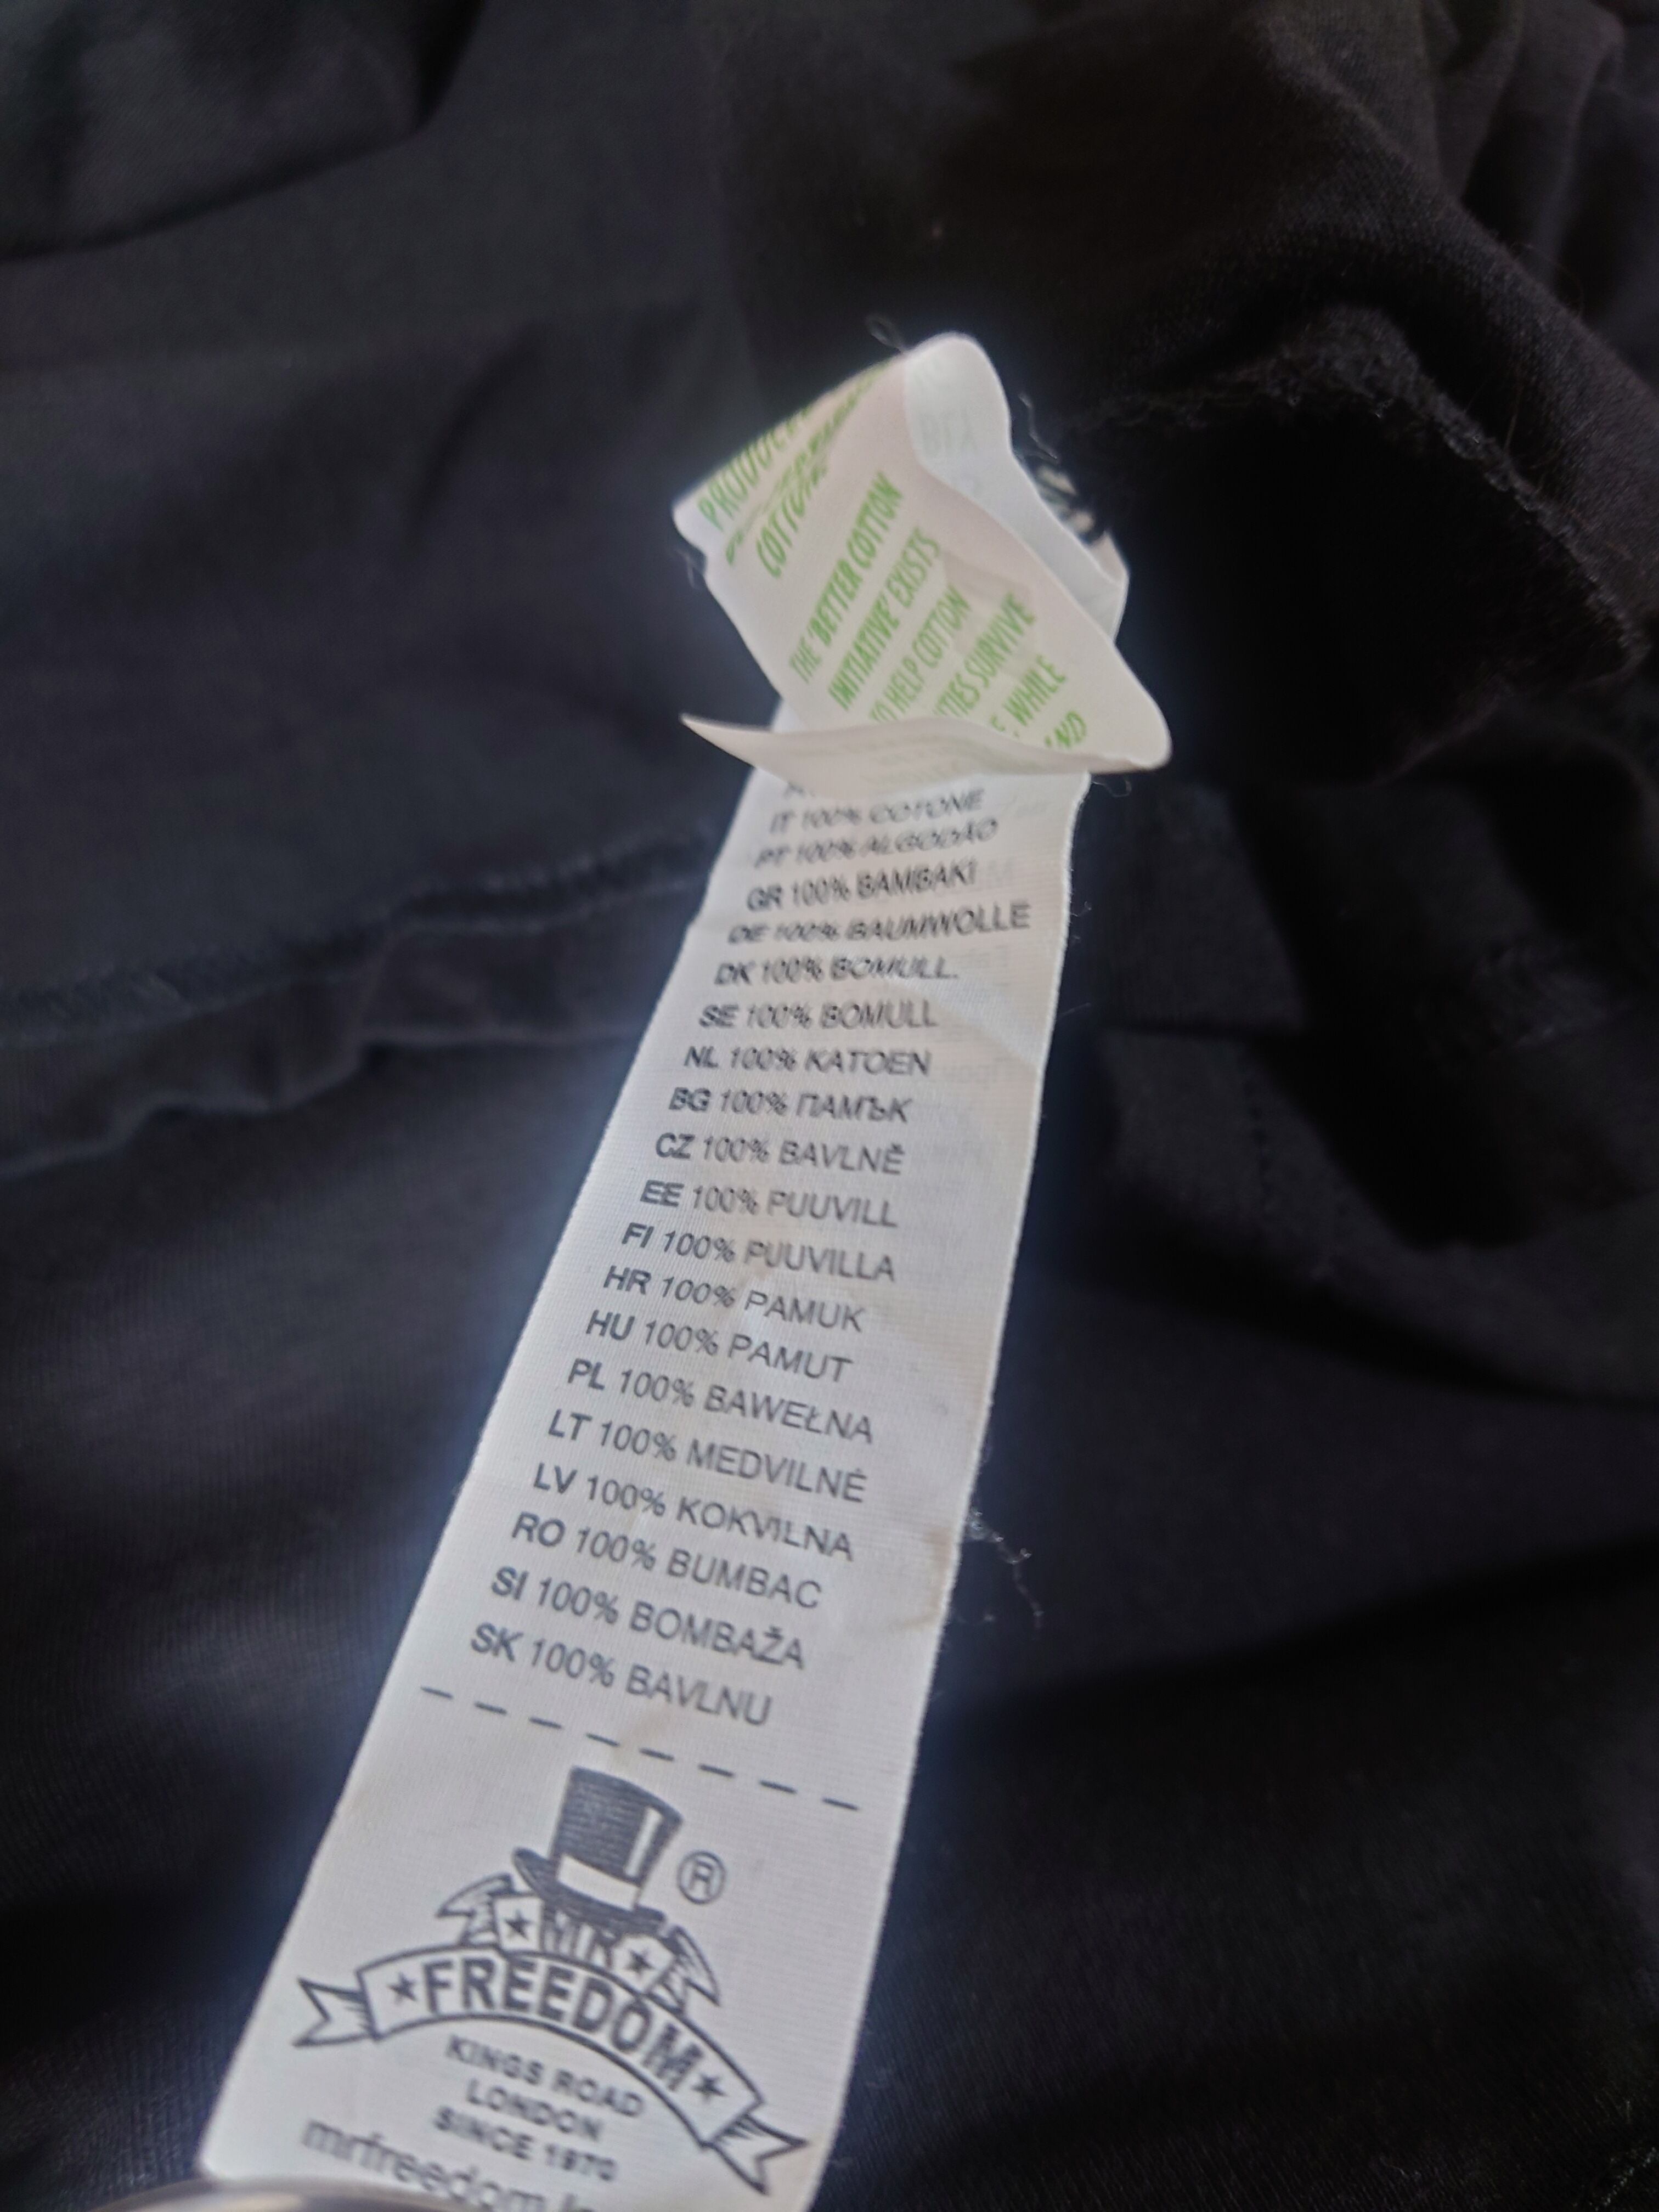 COTTON.
THE 'BETTER COTTON
INITIATIVE' EXISTS
HELP COTTON
SURVIVE
WHILE
IT 100% COTONE
PT 100% ALGODÃO
GR 100% BAMBAKI
DE 100% BAUMWOLLE
DK 100% BOMULL.
SE 100% BOMULL
NL 100% KATOEN
BG 100% ПАМЪК
CZ 100% BAVLNĚ
EE 100% PUUVILL
FI 100% PUUVILLA
HR 100% PAMUK
HU 100% PAMUT
PL 100% BAWEŁNA
LT 100% MEDVILNĖ
LV 100% KOKVILNA
RO 100% BUMBAC
SI 100% BOMBAŽA
SK 100% BAVLNU
®
MR
FREEDOM
KINGS ROAD
LONDON
SINCE 1970